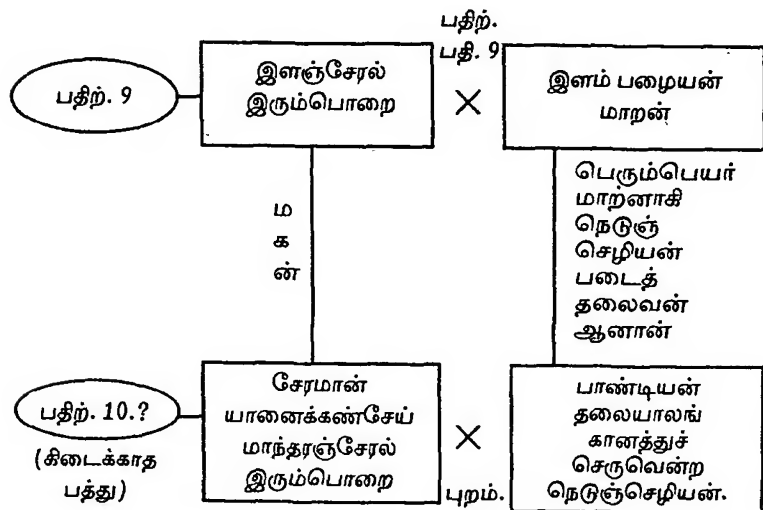 பதிற்.
பதி. 9
பதிற். 9
இளஞ்சேரல்
இரும்பொறை
×
இளம் பழையன்
மாறன்
ம
க
ன்
பெரும்பெயர்
மாற்னாகி
நெடுஞ்
செழியன்
படைத்
தலைவன்
ஆனான்
பதிற். 10.?
(கிடைக்காத
பத்து)
சேரமான்
யானைக்கண்சேய்
மாந்தரஞ்சேரல்
இரும்பொறை
×
புறம்.
பாண்டியன்
தலையாலங்
கானத்துச்
செருவென்ற
நெடுஞ்செழியன்.